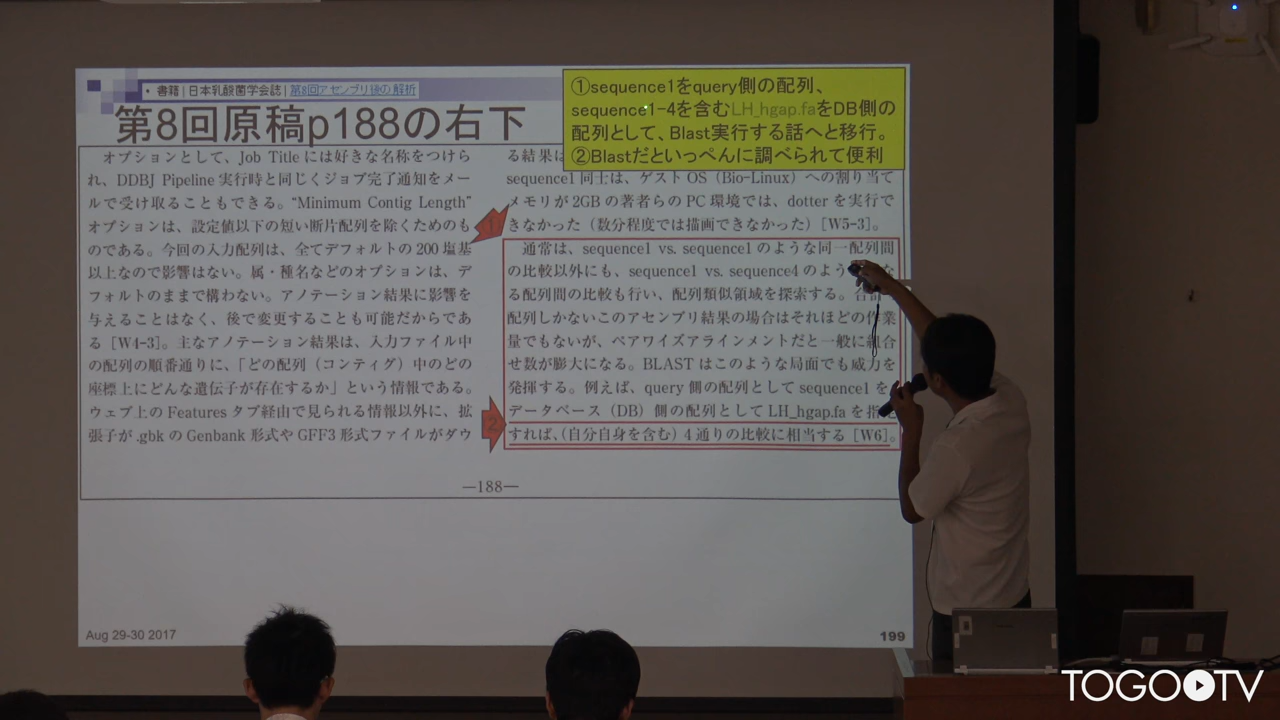 • 書籍 | 日本乳酸菌学会誌 | 第8回アセンブリ後の解析
第8回原稿p188の右下
①sequence1をquery側の配列、
sequence1-4を含むLH_hgap.faをDB側の
配列として、Blast実行する話へと移行。
②Blastだといっぺんに調べられて便利
オプションとして、Job Title には好きな名称をつけら
れ、DDBJ Pipeline 実行時と同じくジョブ完了通知をメー
ルで受け取ることもできる。“Minimum Contig Length”
オプションは、設定値以下の短い断片配列を除くためのも
のである。今回の入力配列は、全てデフォルトの 200 塩基
以上なので影響はない。属・種名などのオプションは、デ
フォルトのままで構わない。アノテーション結果に影響を
与えることはなく、後で変更することも可能だからであ
る [W4-3]。主なアノテーション結果は、入力ファイル中
の配列の順番通りに、「どの配列（コンティグ）中のどの
座標上にどんな遺伝子が存在するか」という情報である。
ウェブ上の Features タブ経由で見られる情報以外に、拡
張子が .gbk の Genbank 形式や GFF3 形式ファイルがダウ
る結果は
sequence1 同士は、ゲスト OS（Bio-Linux）への割り当て
メモリが 2GB の著者らの PC 環境では、dotter を実行で
きなかった（数分程度では描画できなかった）[W5-3]。
①
通常は、sequence1 vs. sequence1 のような同一配列間
の比較以外にも、sequence1 vs. sequence4 のよう な
る配列間の比較も行い、配列類似領域を探索する。合計
配列しかないこのアセンブリ結果の場合はそれほどの作業
量でもないが、ペアワイズアラインメントだと一般に組合
せ数が膨大になる。BLAST はこのような局面でも威力を
発揮する。例えば、query 側の配列として sequence1 を
データベース（DB）側の配列として LH_hgap.fa を指定
②
すれば、（自分自身を含む）4 通りの比較に相当する [W6]。
—188—
Aug 29-30 2017
199
TOGOTV